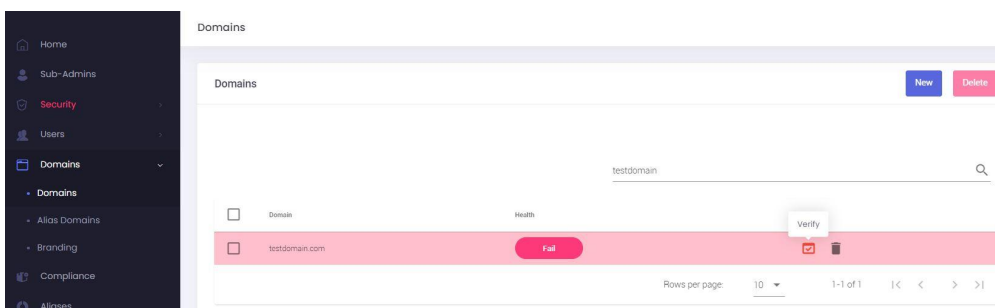 Domains
Home
Sub-Admins
Security
Users
Domains
Domains
Alias Domains
Branding
Compliance
Aliases
Domains
New
Delete
testdomain
Domain
Health
Verify
testdomain.com
Fail
Rows per page:
10
1-1 of 1